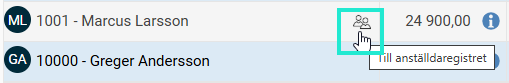 ML 1001 - Marcus Larsson 24 900,00 i
GA 10000 - Greger Andersson Till anställdaregistret